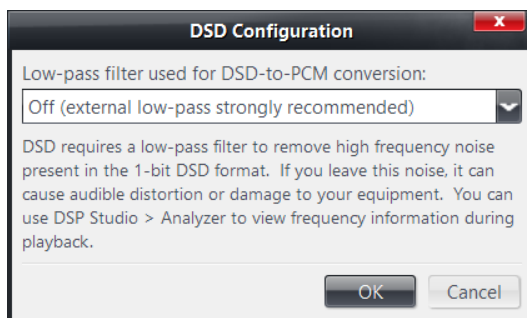 DSD Configuration
x
Low-pass filter used for DSD-to-PCM conversion:
Off (external low-pass strongly recommended)
DSD requires a low-pass filter to remove high frequency noise
present in the 1-bit DSD format.  If you leave this noise, it can
cause audible distortion or damage to your equipment.  You can
use DSP Studio > Analyzer to view frequency information during
playback.
OK
Cancel